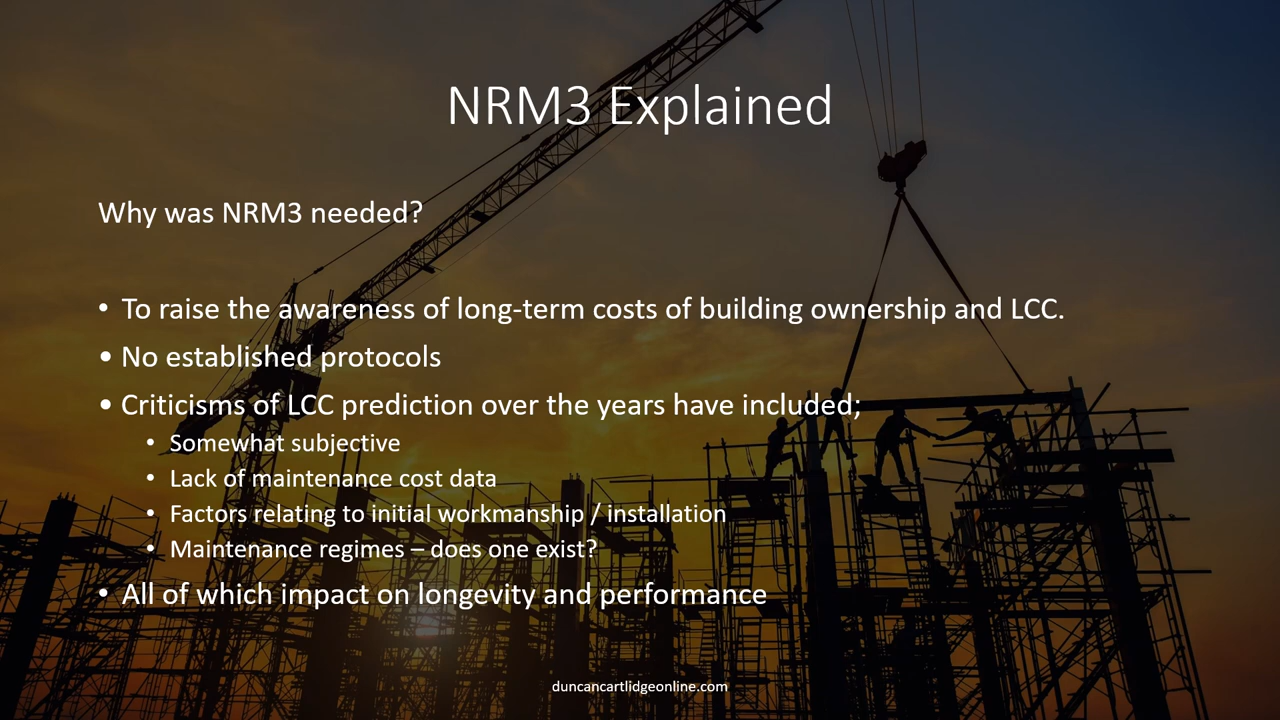 NRM3 Explained
Why was NRM3 needed?
• To raise the awareness of long-term costs of building ownership and LCC.
• No established protocols
• Criticisms of LCC prediction over the years have included;
• Somewhat subjective
• Lack of maintenance cost data
• Factors relating to initial workmanship / installation
• Maintenance regimes – does one exist?
• All of which impact on longevity and performance
duncancartlidgeonline.com